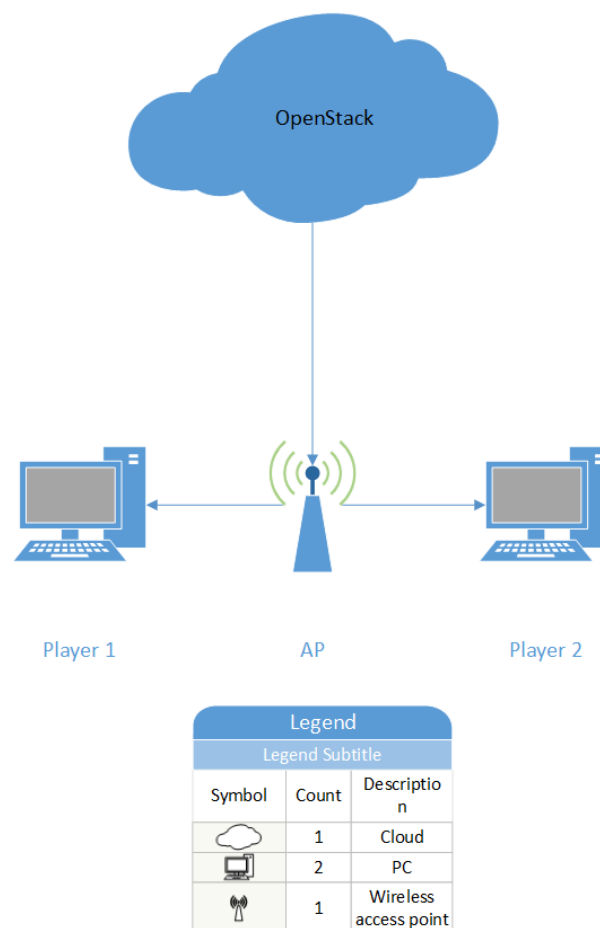 OpenStack
Player 1
AP
Player 2
Legend
Legend Subtitle
Symbol Count Descriptio
n
1 Cloud
2 PC
1 Wireless
access point